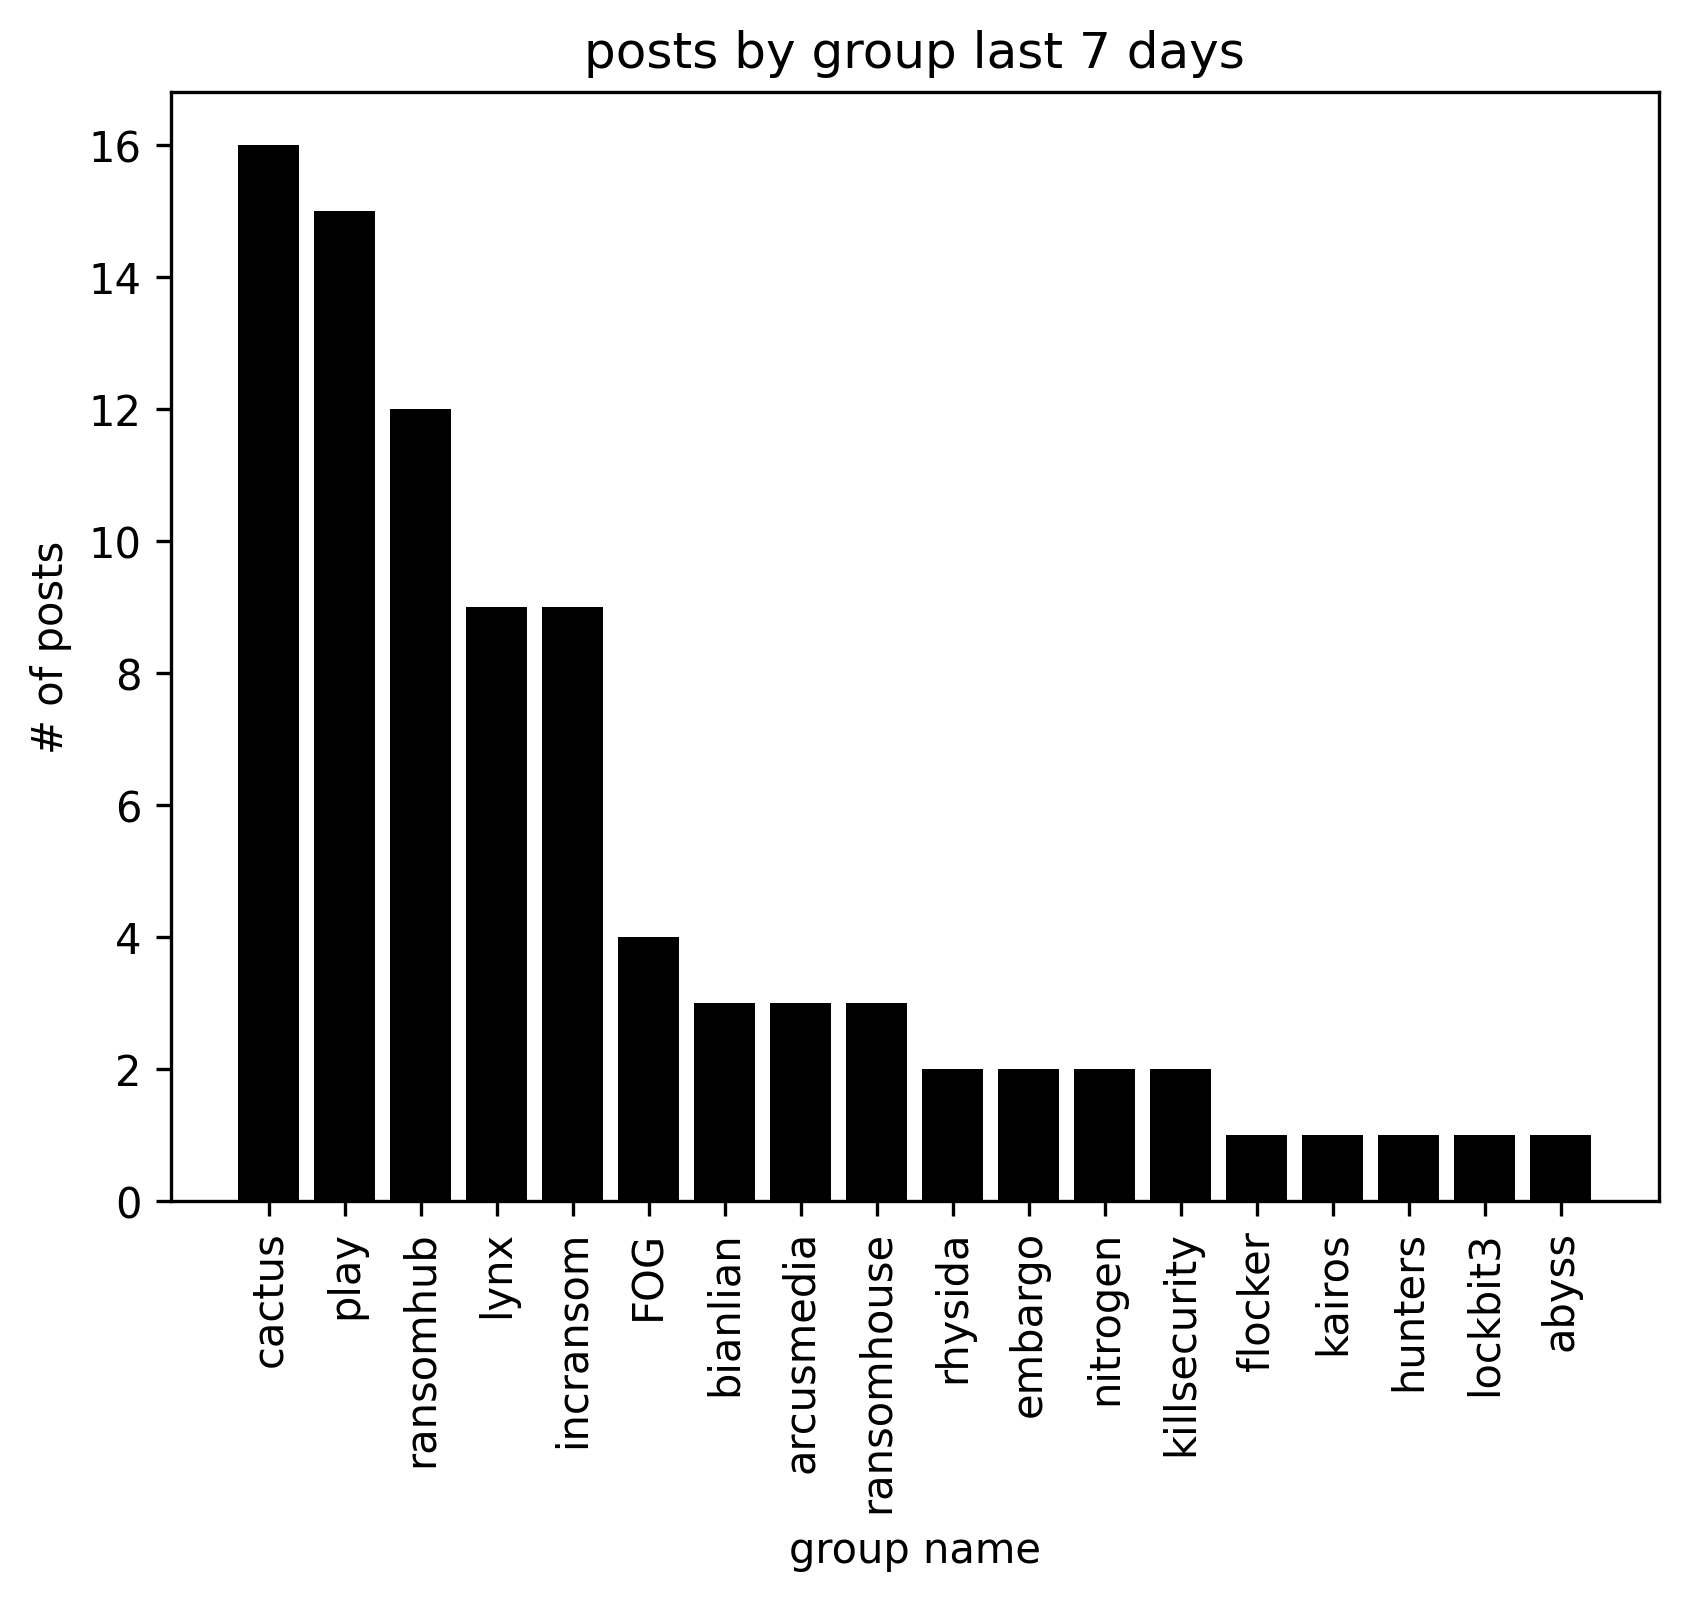 posts by group last 7 days
# of posts
16
14
12
10
8
6
4
2
0
cactus
play
ransomhub
lynx
incransom
FOG
bianlian
arcusmedia
ransomhouse
rhysida
embargo
nitrogen
killsecurity
flocker
kairos
hunters
lockbit3
abyss
group name